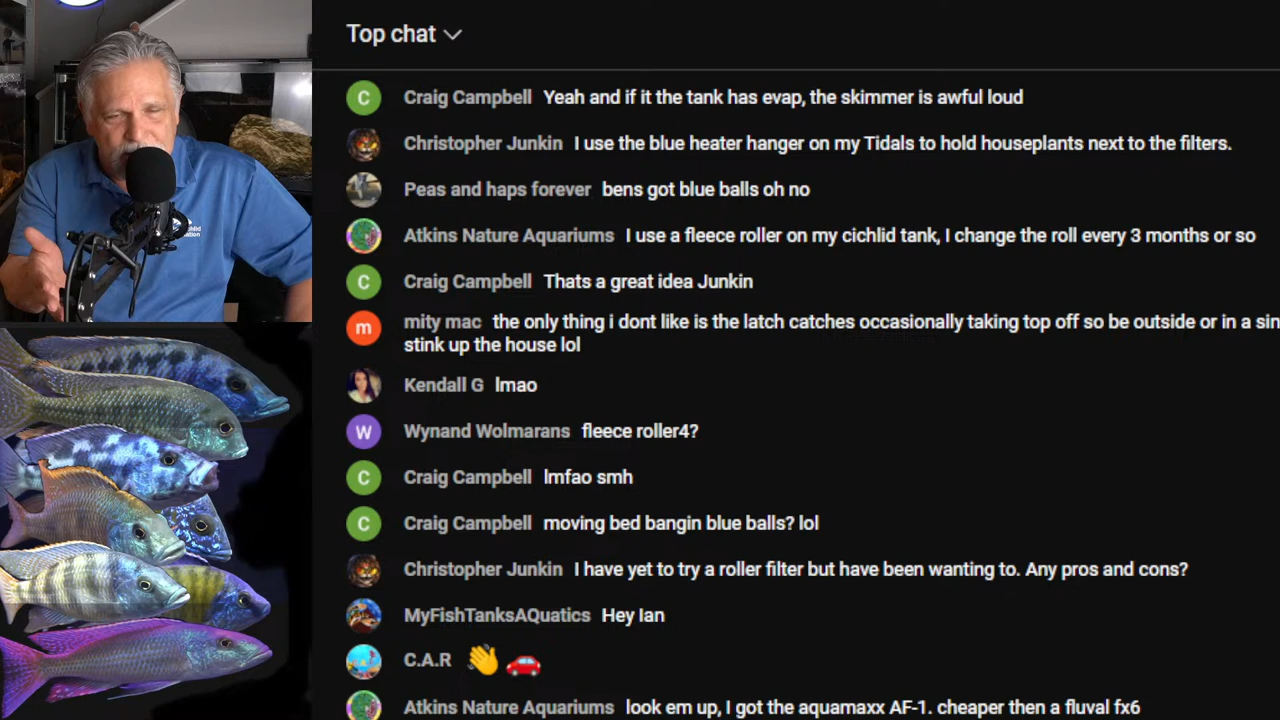 Top chat
C Craig Campbell Yeah and if it the tank has evap, the skimmer is awful loud
Christopher Junkin I use the blue heater hanger on my Tidals to hold houseplants next to the filters.
Peas and haps forever bens got blue balls oh no
Atkins Nature Aquariums I use a fleece roller on my cichlid tank, I change the roll every 3 months or so
C Craig Campbell Thats a great idea Junkin
m mity mac the only thing i dont like is the latch catches occasionally taking top off so be outside or in a
stink up the house lol
Kendall G lmao
W Wynand Wolmarans fleece roller4?
C Craig Campbell lmfao smh
C Craig Campbell moving bed bangin blue balls? lol
Christopher Junkin I have yet to try a roller filter but have been wanting to. Any pros and cons?
MyFishTanksAQuatics Hey Ian
C.A.R 👋 🚗
Atkins Nature Aquariums look em up, I got the aquamaxx AF-1. cheaper then a fluval fx6